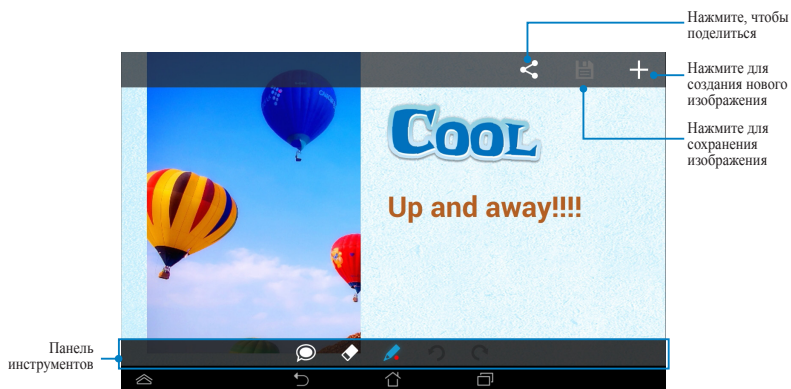 Нажмите, чтобы
поделиться
Нажмите для
создания нового
изображения
Нажмите для
сохранения
изображения
COOL
Up and away!!!!
Панель
инструментов